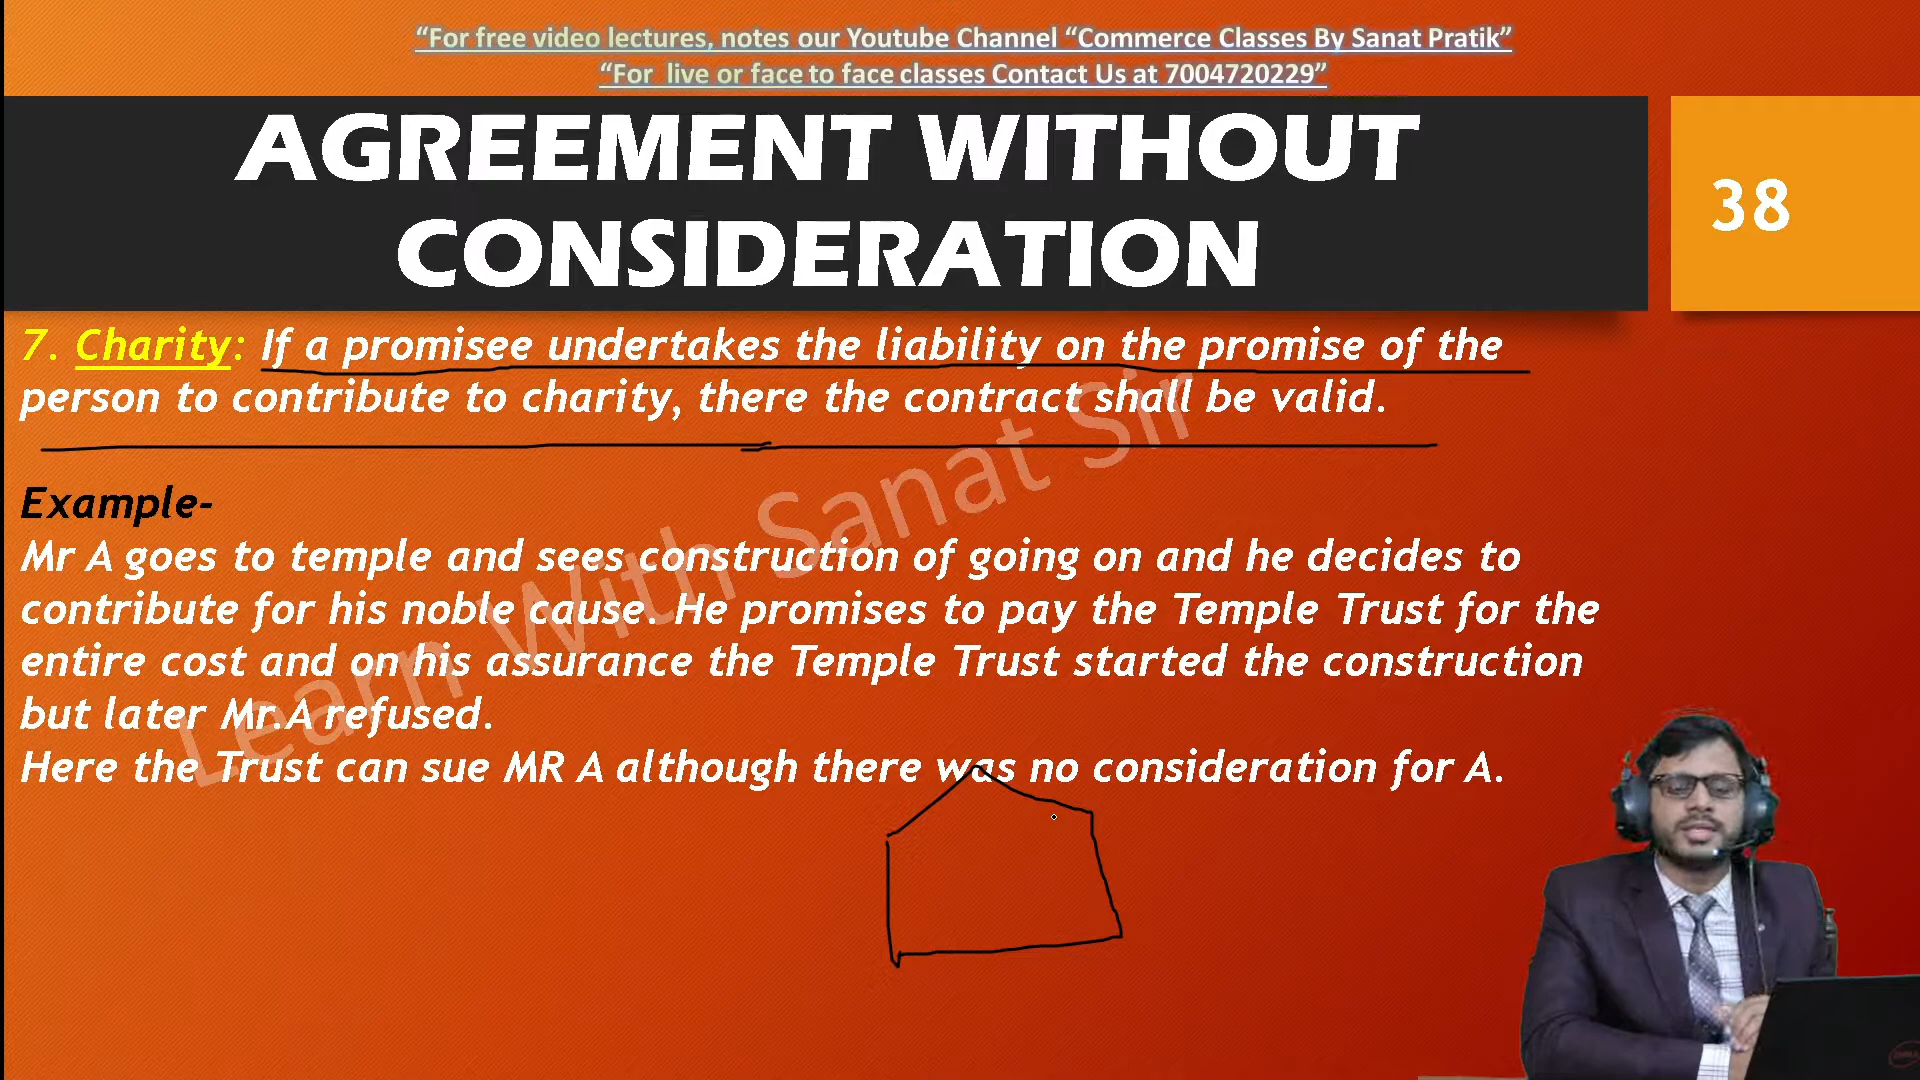 “For free video lectures, notes our Youtube Channel “Commerce Classes By Sanat Pratik”
“For live or face to face classes Contact Us at 7004720229”
AGREEMENT WITHOUT
CONSIDERATION
38
7. Charity: If a promisee undertakes the liability on the promise of the
person to contribute to charity, there the contract shall be valid.
Example-
Mr A goes to temple and sees construction of going on and he decides to
contribute for his noble cause. He promises to pay the Temple Trust for the
entire cost and on his assurance the Temple Trust started the construction
but later Mr.A refused.
Here the Trust can sue MR A although there was no consideration for A.
Learn With Sanat Sir